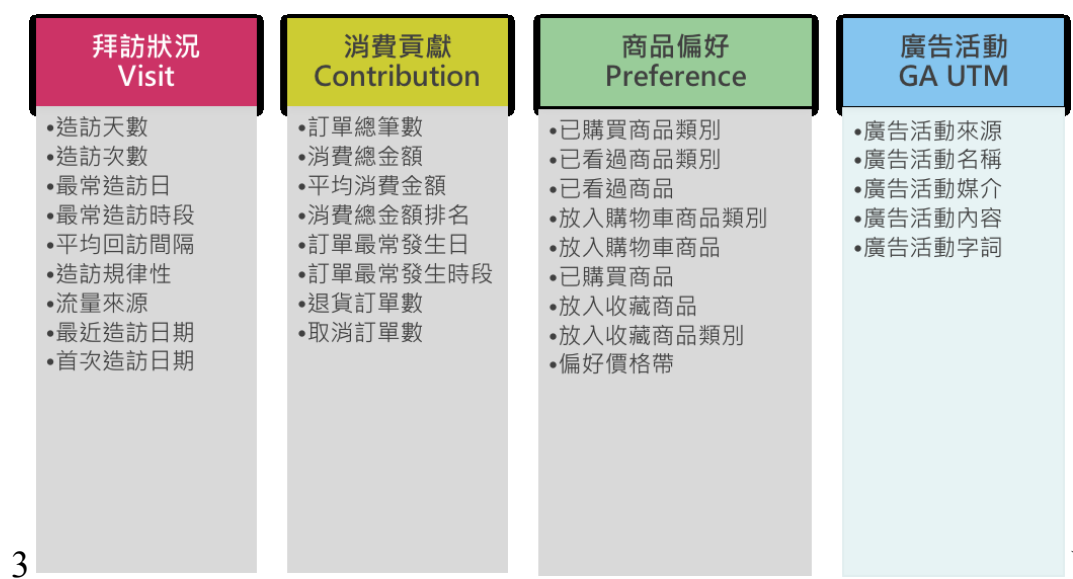 拜訪狀況
Visit
•造訪天數
•造訪次數
•最常造訪日
•最常造訪時段
•平均回訪間隔
•造訪規律性
•流量來源
•最近造訪日期
•首次造訪日期
消費貢獻
Contribution
•訂單總筆數
•消費總金額
•平均消費金額
•消費總金額排名
•訂單最常發生日
•訂單最常發生時段
•退貨訂單數
•取消訂單數
商品偏好
Preference
•已購買商品類別
•已看過商品類別
•已看過商品
•放入購物車商品類別
•放入購物車商品
•已購買商品
•放入收藏商品
•放入收藏商品類別
•偏好價格帶
廣告活動
GA UTM
•廣告活動來源
•廣告活動名稱
•廣告活動媒介
•廣告活動內容
•廣告活動字詞
3